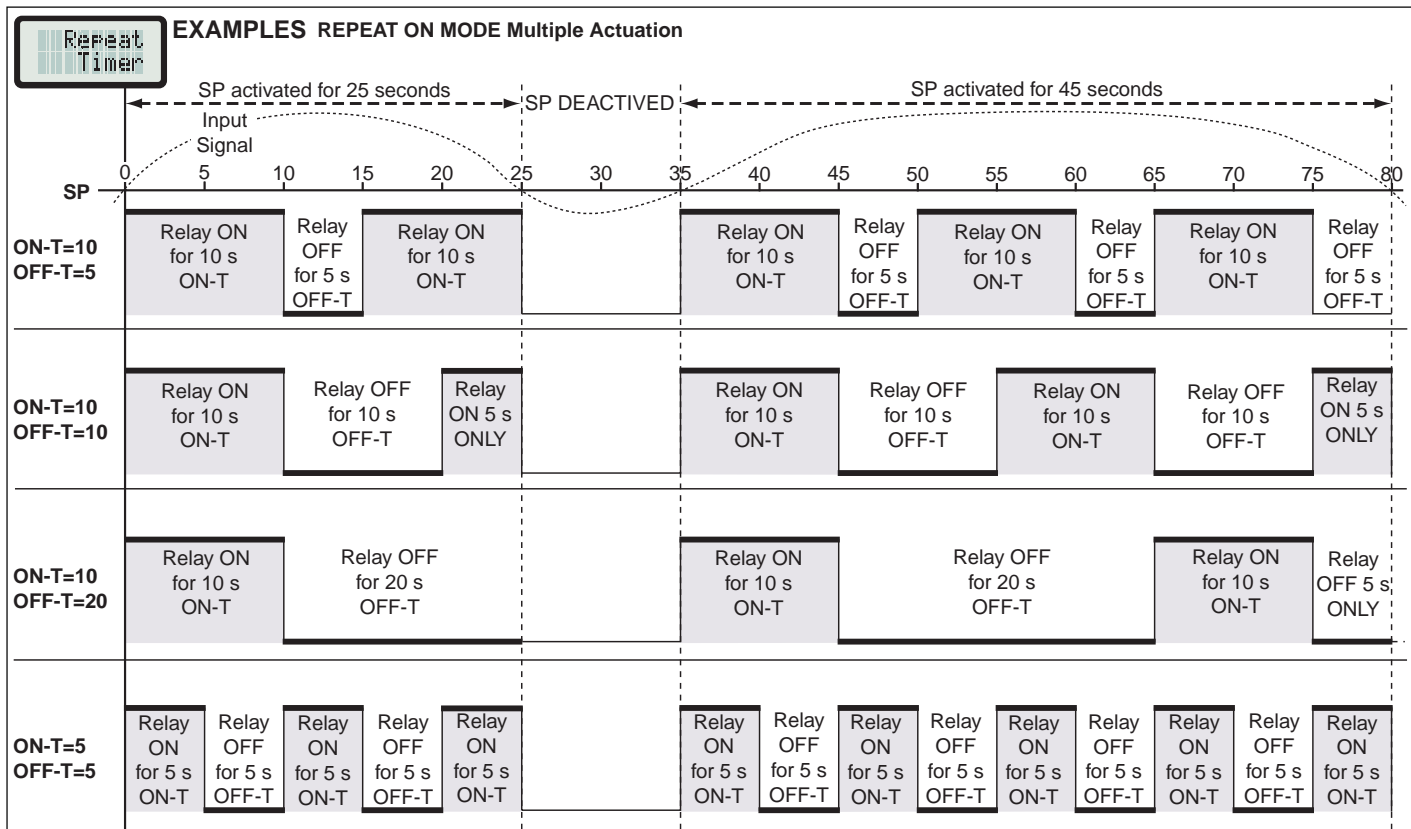 Repeat
Timer
EXAMPLES REPEAT ON MODE Multiple Actuation
SP activated for 25 seconds
SP DEACTIVED
SP activated for 45 seconds
Input
Signal
SP
0 5 10 15 20 25 30 35 40 45 50 55 60 65 70 75 80
ON-T=10
OFF-T=5
Relay ON
for 10 s
ON-T
Relay
OFF
for 5 s
OFF-T
Relay ON
for 10 s
ON-T
Relay ON
for 10 s
ON-T
Relay
OFF
for 5 s
OFF-T
Relay ON
for 10 s
ON-T
Relay
OFF
for 5 s
OFF-T
Relay ON
for 10 s
ON-T
Relay
OFF
for 5 s
OFF-T
ON-T=10
OFF-T=10
Relay ON
for 10 s
ON-T
Relay OFF
for 10 s
OFF-T
Relay
ON 5 s
ONLY
Relay ON
for 10 s
ON-T
Relay OFF
for 10 s
OFF-T
Relay ON
for 10 s
ON-T
Relay OFF
for 10 s
OFF-T
Relay
ON 5 s
ONLY
ON-T=10
OFF-T=20
Relay ON
for 10 s
ON-T
Relay OFF
for 20 s
OFF-T
Relay ON
for 10 s
ON-T
Relay OFF
for 20 s
OFF-T
Relay ON
for 10 s
ON-T
Relay
OFF 5 s
ONLY
ON-T=5
OFF-T=5
Relay
ON
for 5 s
ON-T
Relay
OFF
for 5 s
OFF-T
Relay
ON
for 5 s
ON-T
Relay
OFF
for 5 s
OFF-T
Relay
ON
for 5 s
ON-T
Relay
ON
for 5 s
ON-T
Relay
OFF
for 5 s
OFF-T
Relay
ON
for 5 s
ON-T
Relay
OFF
for 5 s
OFF-T
Relay
ON
for 5 s
ON-T
Relay
OFF
for 5 s
OFF-T
Relay
ON
for 5 s
ON-T
Relay
OFF
for 5 s
OFF-T
Relay
ON
for 5 s
ON-T